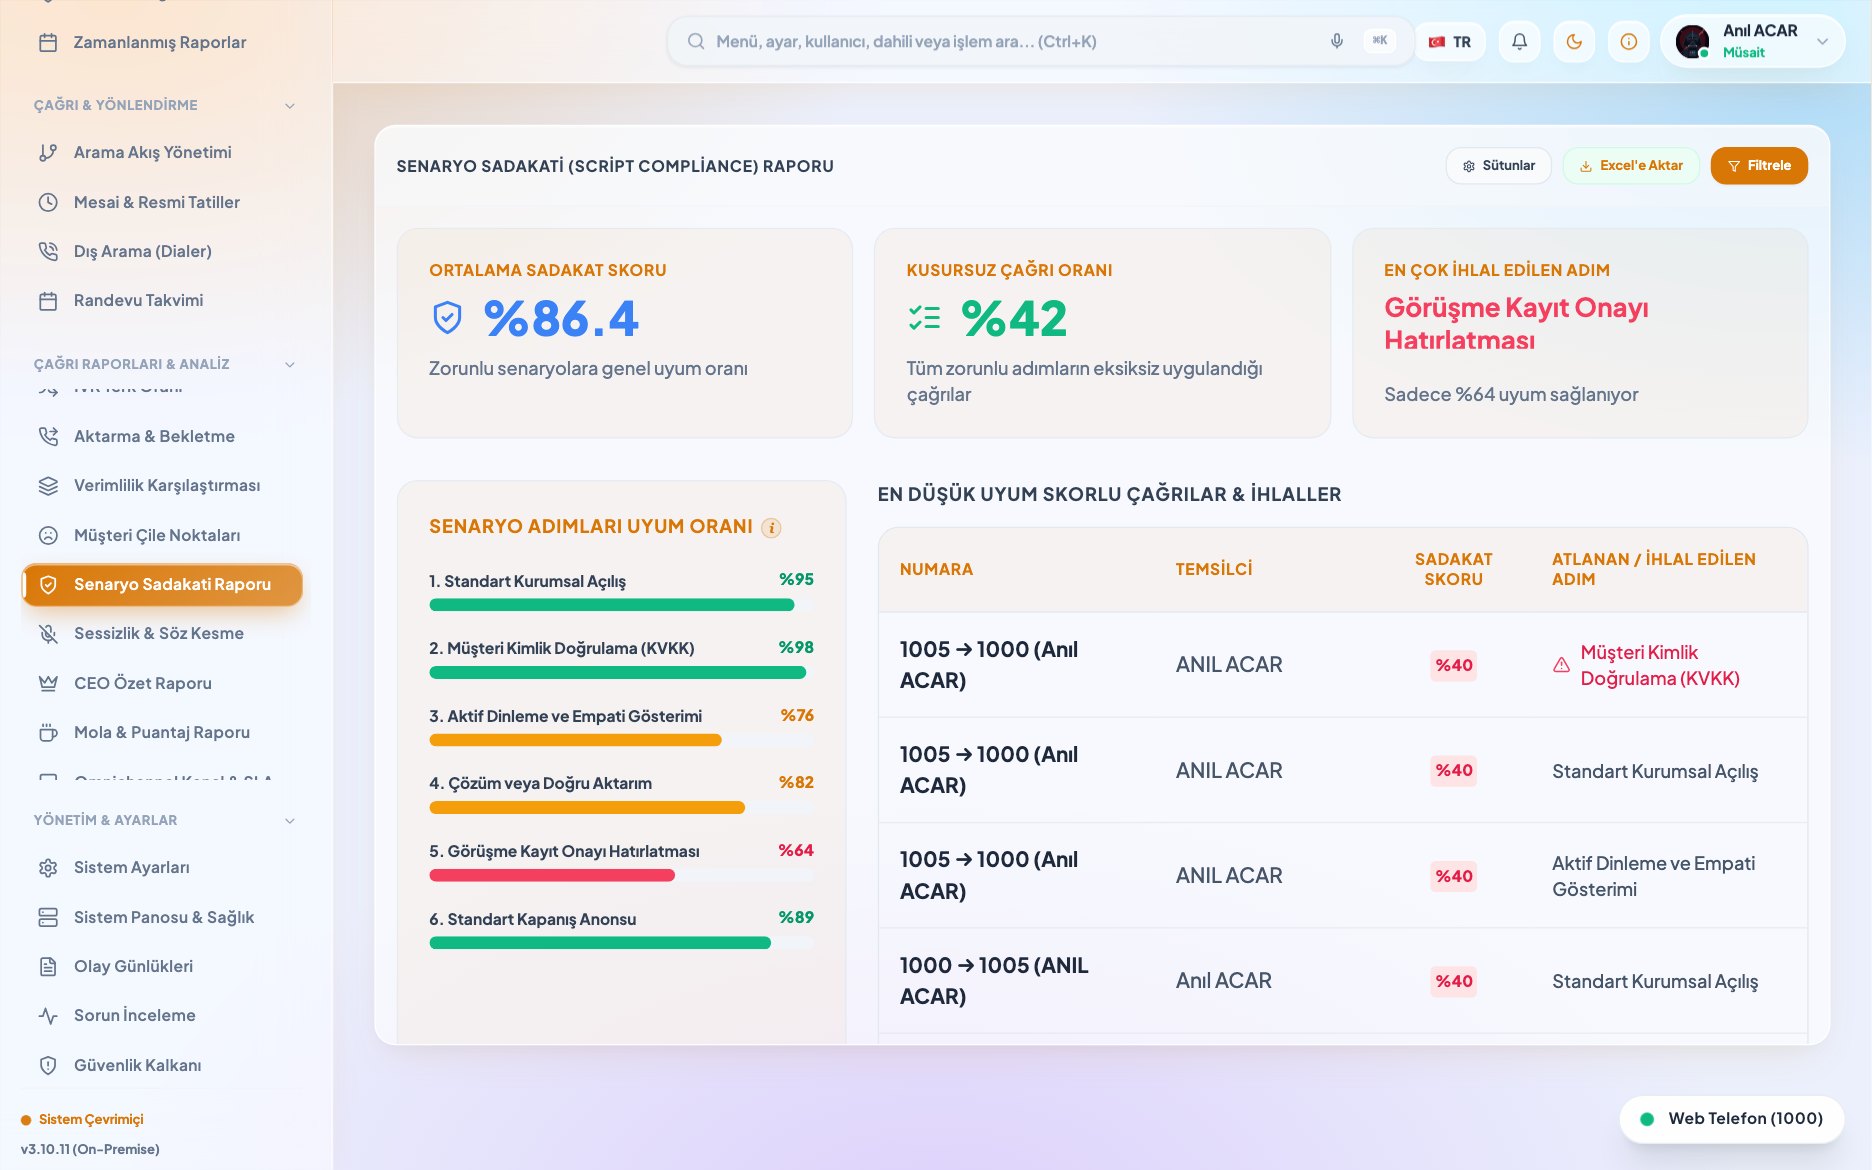 Zamanlanmış Raporlar
ÇAĞRI & YÖNLENDİRME
Arama Akış Yönetimi
Mesai & Resmi Tatiller
Dış Arama (Dialer)
Randevu Takvimi
ÇAĞRI RAPORLARI & ANALİZ
Aktarma & Bekletme
Verimlilik Karşılaştırması
Müşteri Çile Noktaları
Senaryo Sadakati Raporu
Sessizlik & Söz Kesme
CEO Özet Raporu
Mola & Puantaj Raporu
YÖNETİM & AYARLAR
Sistem Ayarları
Sistem Panosu & Sağlık
Olay Günlükleri
Sorun İnceleme
Güvenlik Kalkanı
Sistem Çevrimiçi
v3.10.11 (On-Premise)
Menü, ayar, kullanıcı, dahili veya işlem ara... (Ctrl+K)
⌘K
TR
Anıl ACAR
Müsait
SENARYO SADAKATİ (SCRİPT COMPLİANCE) RAPORU
Sütunlar
Excel'e Aktar
Filtrele
ORTALAMA SADAKAT SKORU
%86.4
Zorunlu senaryolara genel uyum oranı
KUSURSUZ ÇAĞRI ORANI
%42
Tüm zorunlu adımların eksiksiz uygulandığı
çağrılar
EN ÇOK İHLAL EDİLEN ADIM
Görüşme Kayıt Onayı
Hatırlatması
Sadece %64 uyum sağlanıyor
SENARYO ADIMLARI UYUM ORANI i
1. Standart Kurumsal Açılış %95
2. Müşteri Kimlik Doğrulama (KVKK) %98
3. Aktif Dinleme ve Empati Gösterimi %76
4. Çözüm veya Doğru Aktarım %82
5. Görüşme Kayıt Onayı Hatırlatması %64
6. Standart Kapanış Anonsu %89
EN DÜŞÜK UYUM SKORLU ÇAĞRILAR & İHLALLER
NUMARA
TEMSİLCİ
SADAKAT
SKORU
ATLANAN / İHLAL EDİLEN
ADIM
1005 → 1000 (Anıl
ACAR)
ANIL ACAR
%40
Müşteri Kimlik
Doğrulama (KVKK)
1005 → 1000 (Anıl
ACAR)
ANIL ACAR
%40
Standart Kurumsal Açılış
1005 → 1000 (Anıl
ACAR)
ANIL ACAR
%40
Aktif Dinleme ve Empati
Gösterimi
1000 → 1005 (ANIL
ACAR)
Anıl ACAR
%40
Standart Kurumsal Açılış
Web Telefon (1000)